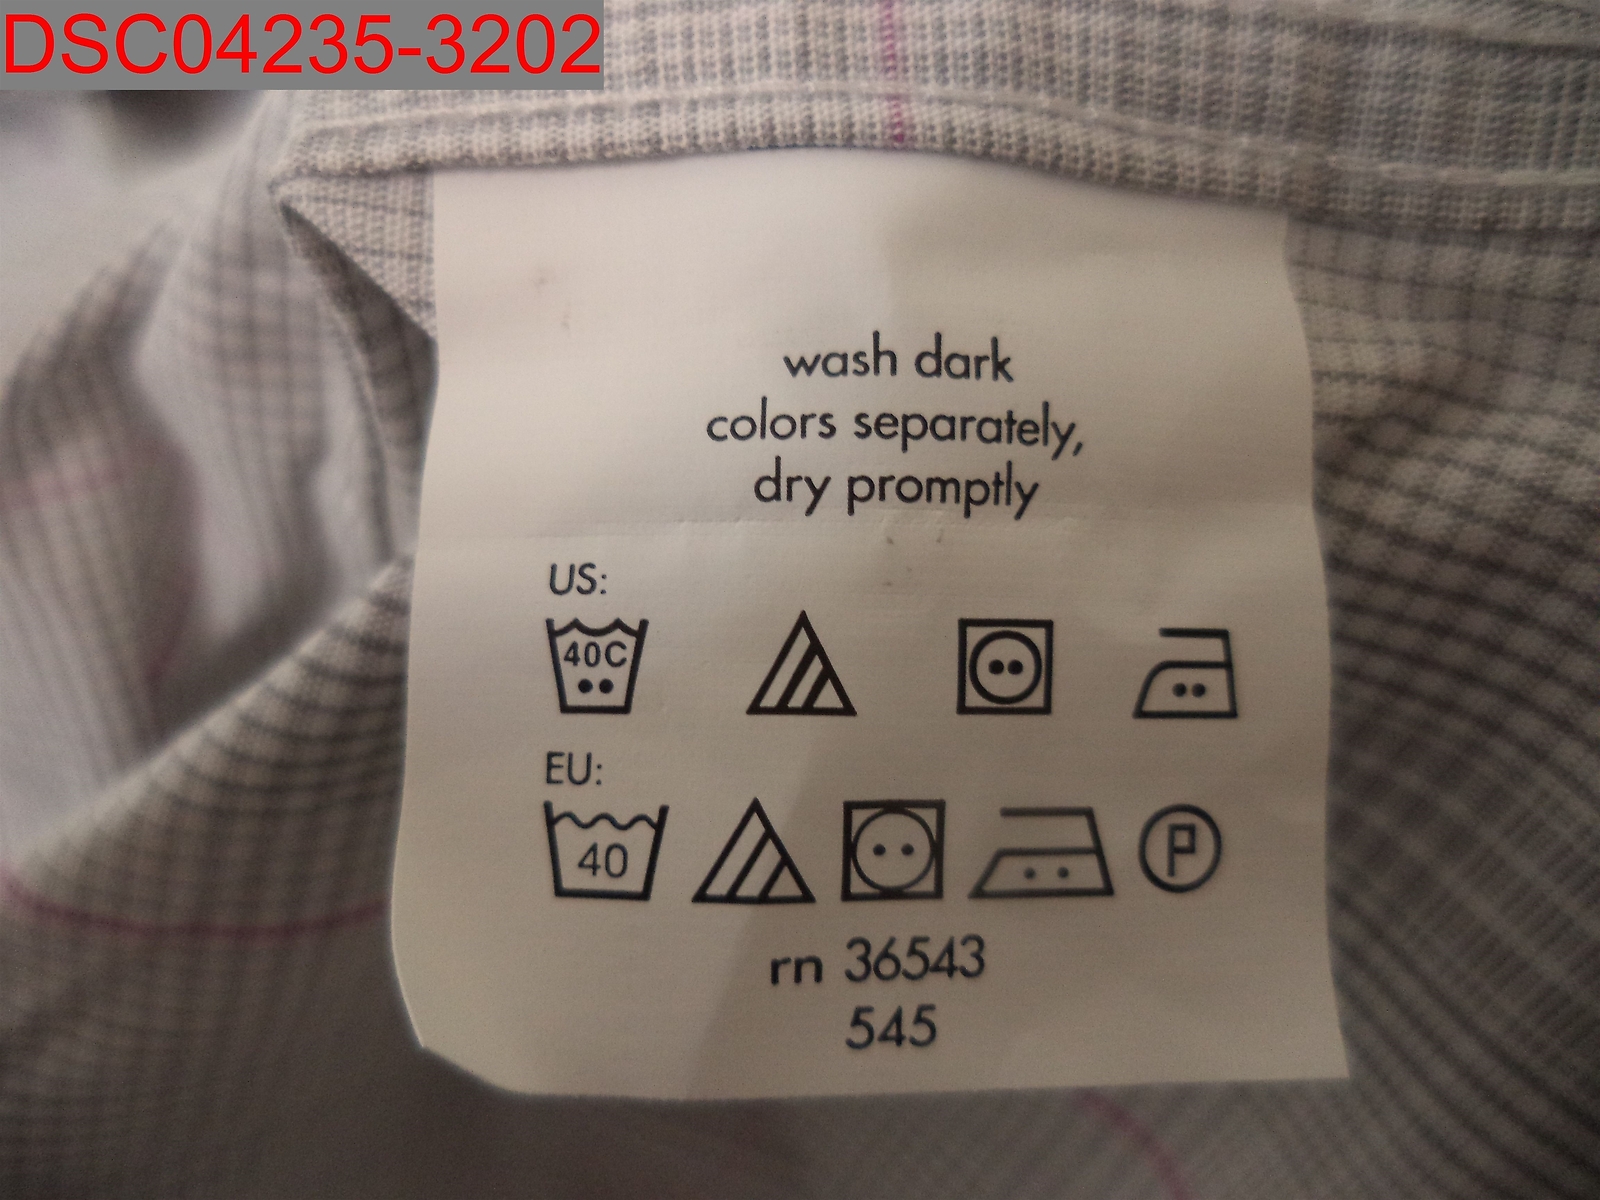 DSC04235-3202
wash dark
colors separately,
dry promptly
US:
40C
EU:
40
P
rn 36543
545